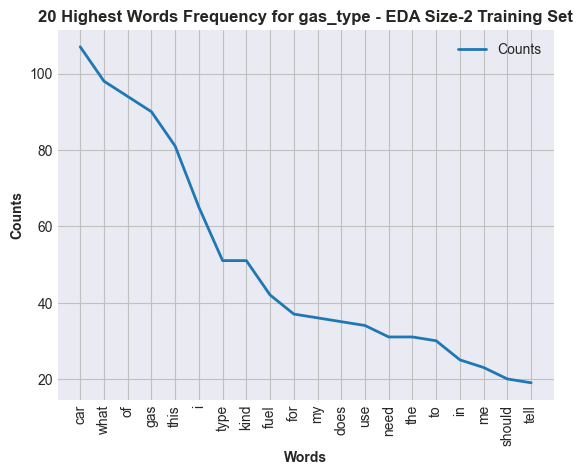 20 Highest Words Frequency for gas_type - EDA Size-2 Training Set
Counts
100
80
60
40
20
Counts
car
what
of
gas
this
i
type
kind
fuel
for
my
does
use
need
the
to
in
me
should
tell
Words